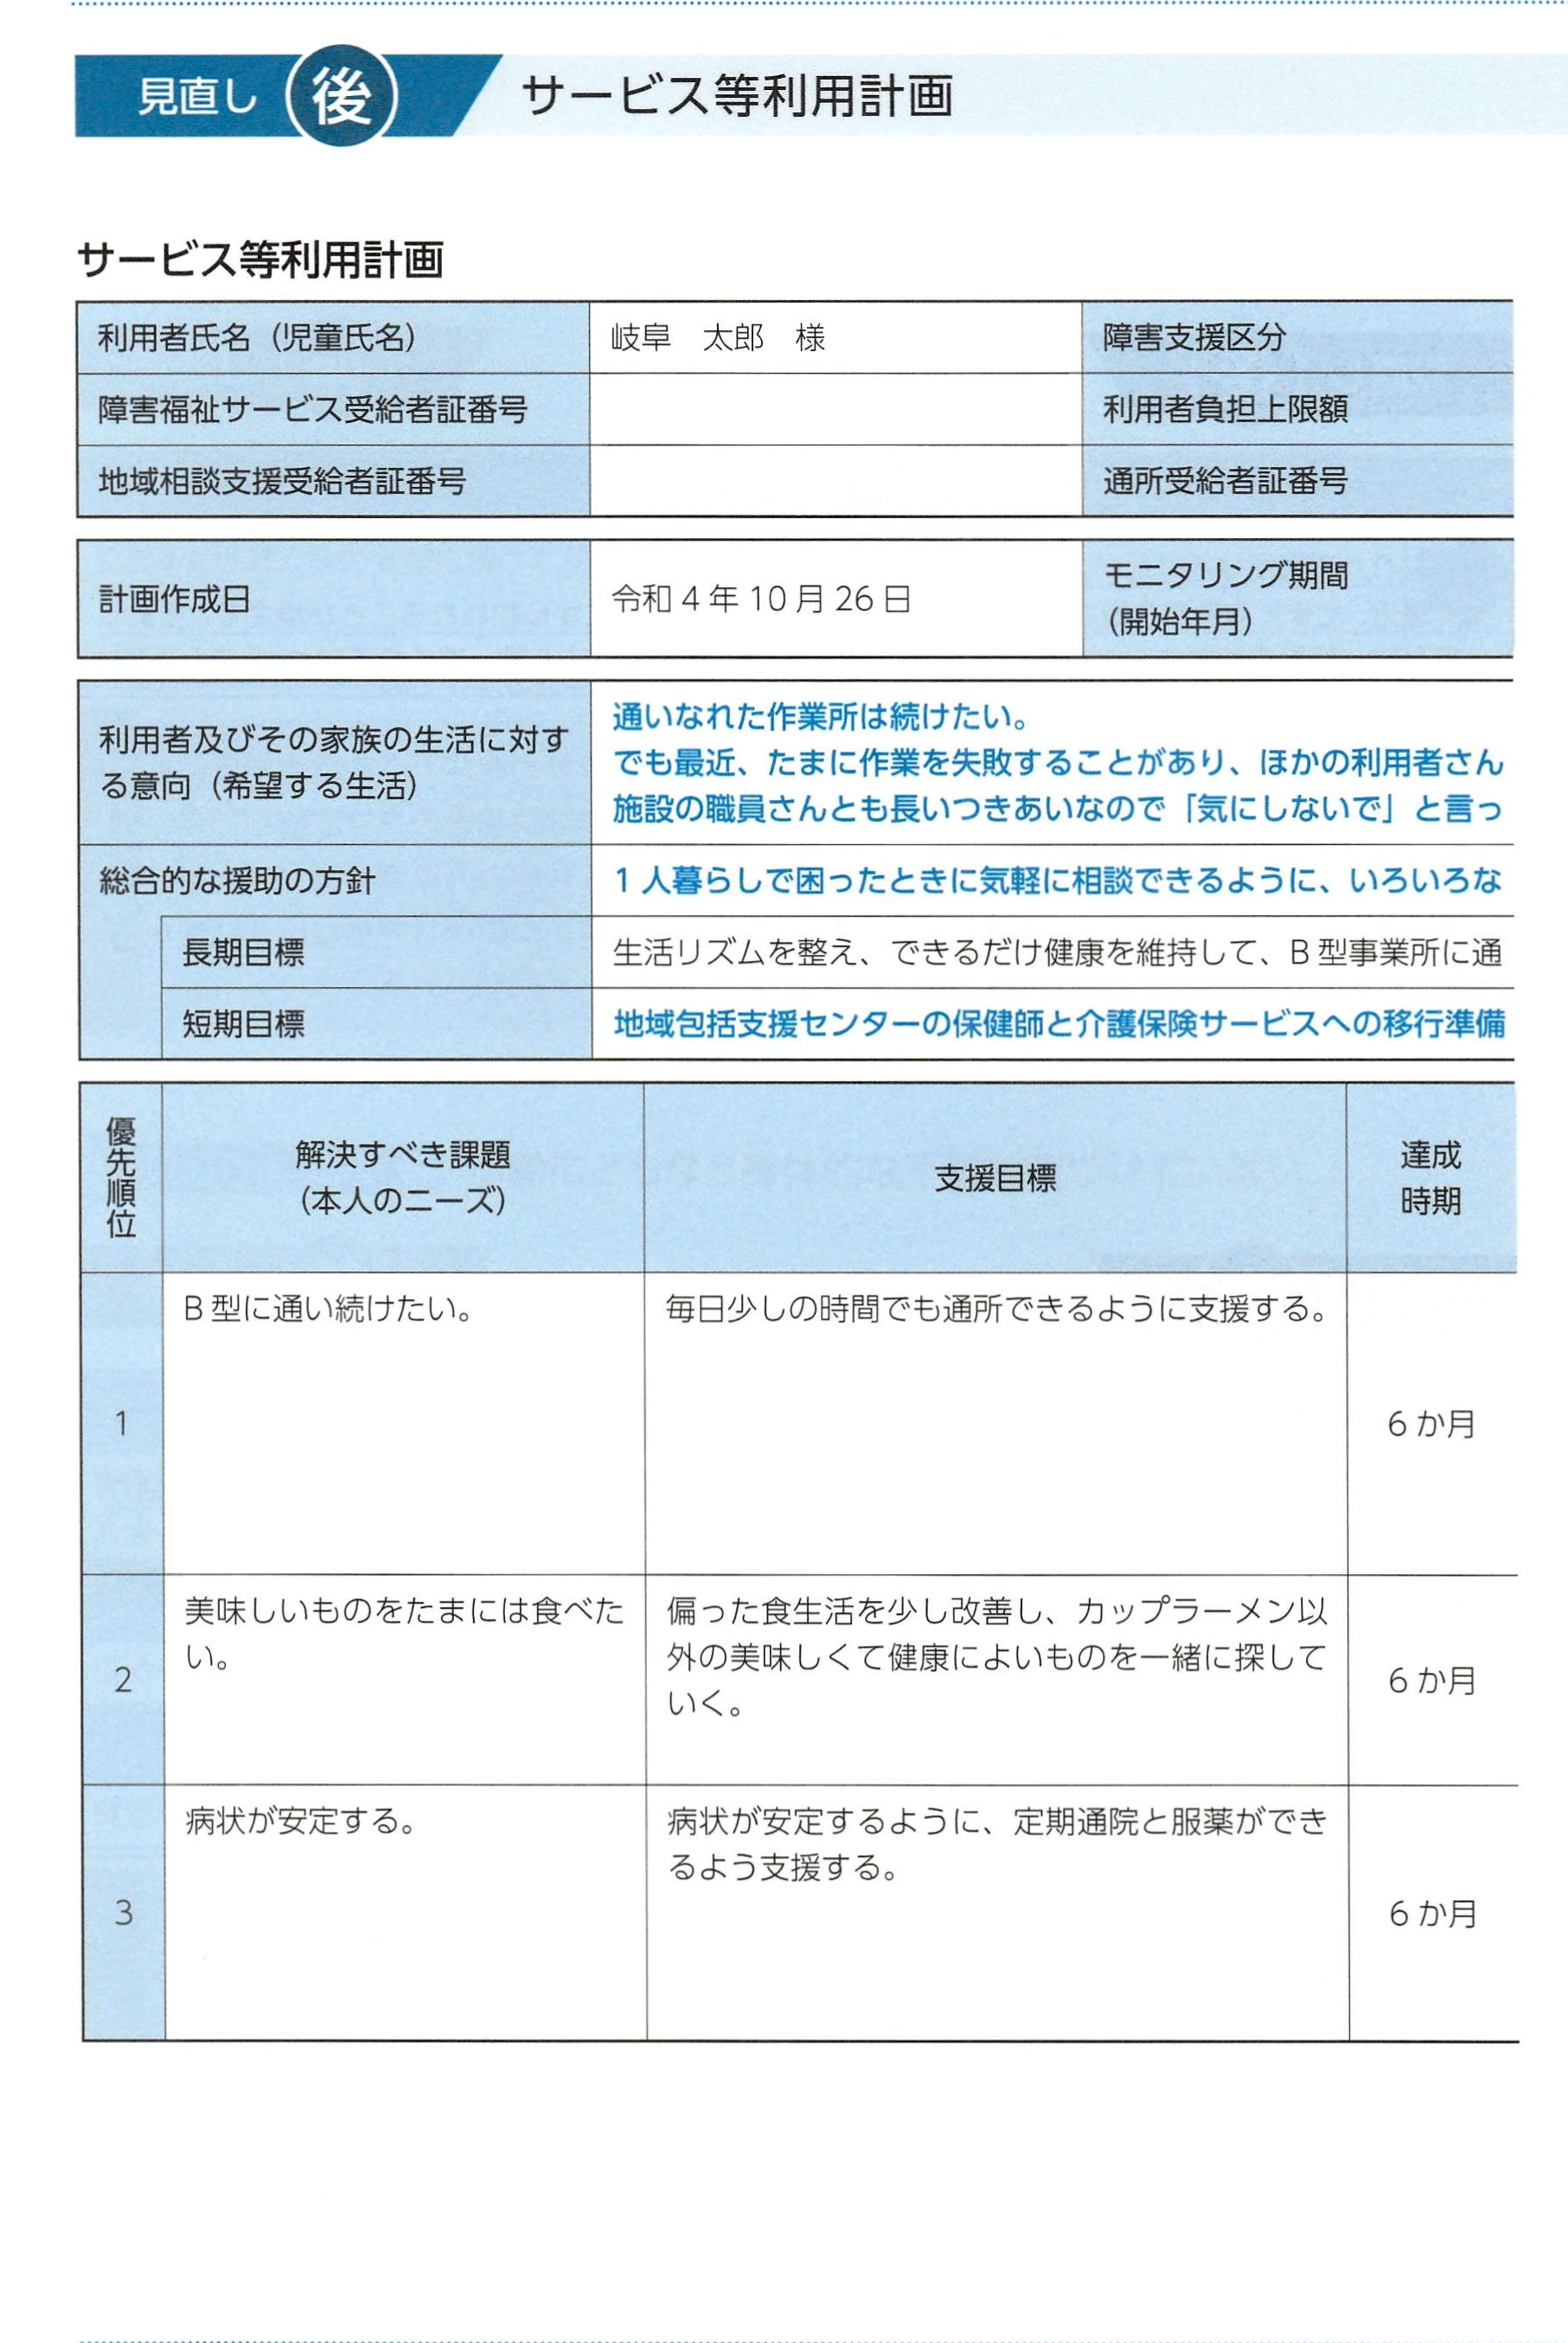 見直し 後 サービス等利用計画
サービス等利用計画
利用者氏名（児童氏名） 岐阜　太郎　様 障害支援区分
障害福祉サービス受給者証番号 利用者負担上限額
地域相談支援受給者証番号 通所受給者証番号
計画作成日 令和4年10月26日 モニタリング期間
（開始年月）
利用者及びその家族の生活に対す
る意向（希望する生活）
通いなれた作業所は続けたい。
でも最近、たまに作業を失敗することがあり、ほかの利用者さん
施設の職員さんとも長いつきあいなので「気にしないで」と言っ
総合的な援助の方針 1人暮らしで困ったときに気軽に相談できるように、いろいろな
長期目標 生活リズムを整え、できるだけ健康を維持して、B型事業所に通
短期目標 地域包括支援センターの保健師と介護保険サービスへの移行準備
優先順位
解決すべき課題
（本人のニーズ）
支援目標
達成
時期
1
B型に通い続けたい。
毎日少しの時間でも通所できるように支援する。
6か月
2
美味しいものをたまには食べた
い。
偏った食生活を少し改善し、カップラーメン以
外の美味しくて健康によいものを一緒に探して
いく。
6か月
3
病状が安定する。
病状が安定するように、定期通院と服薬ができ
るよう支援する。
6か月